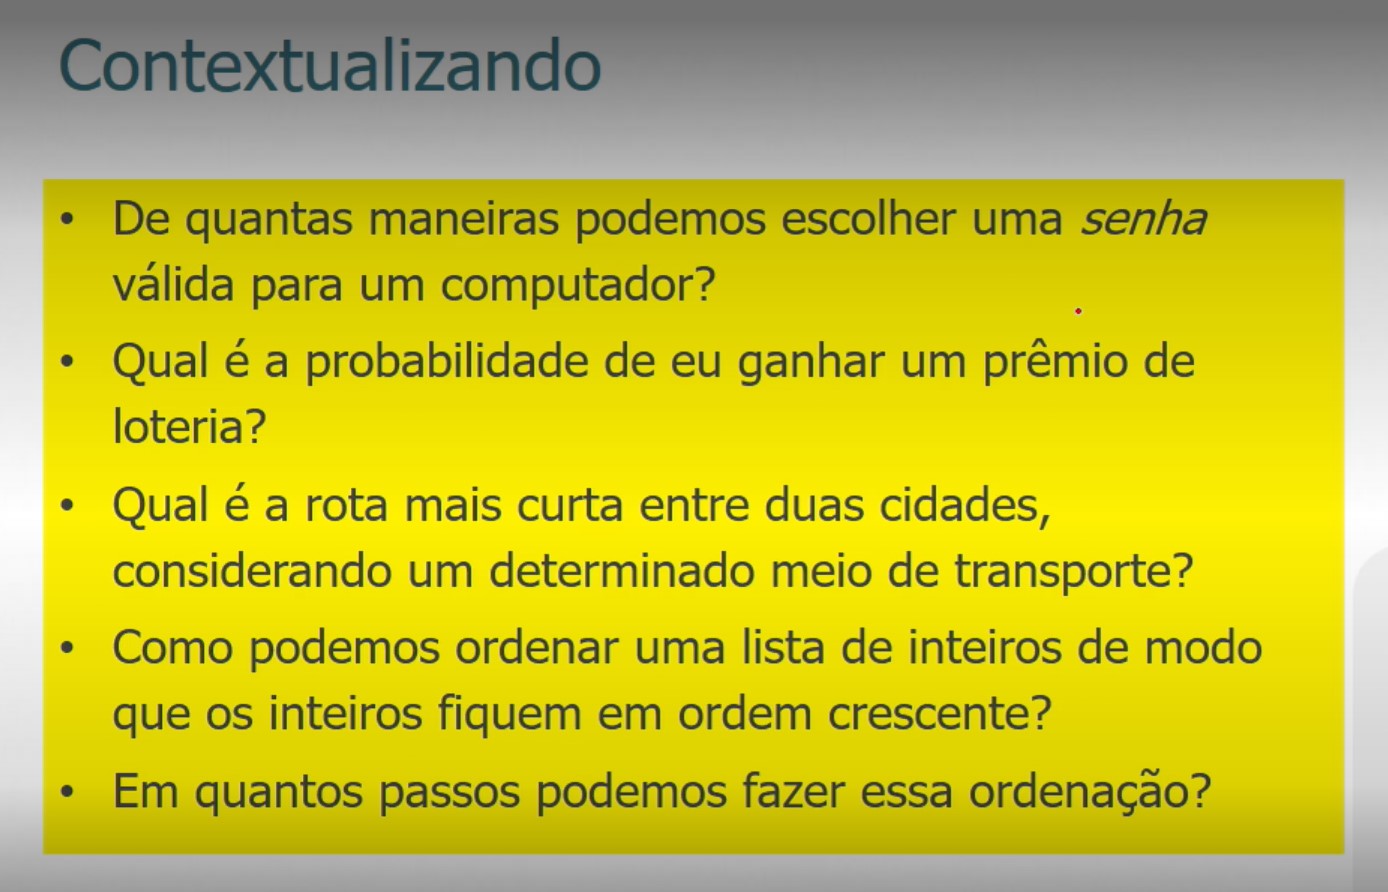 Contextualizando
• De quantas maneiras podemos escolher uma senha
válida para um computador?
• Qual é a probabilidade de eu ganhar um prêmio de
loteria?
• Qual é a rota mais curta entre duas cidades,
considerando um determinado meio de transporte?
• Como podemos ordenar uma lista de inteiros de modo
que os inteiros fiquem em ordem crescente?
• Em quantos passos podemos fazer essa ordenação?